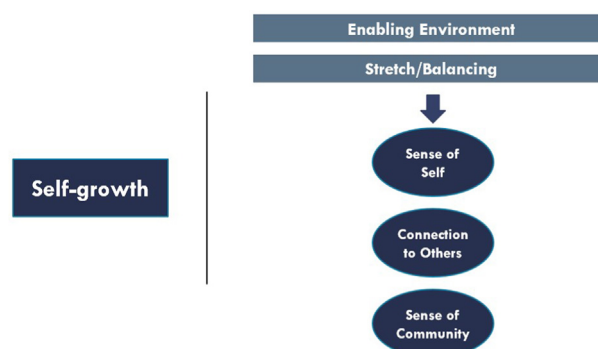 Enabling Environment
Stretch/Balancing
Self-growth
Sense of
Self
Connection
to Others
Sense of
Community